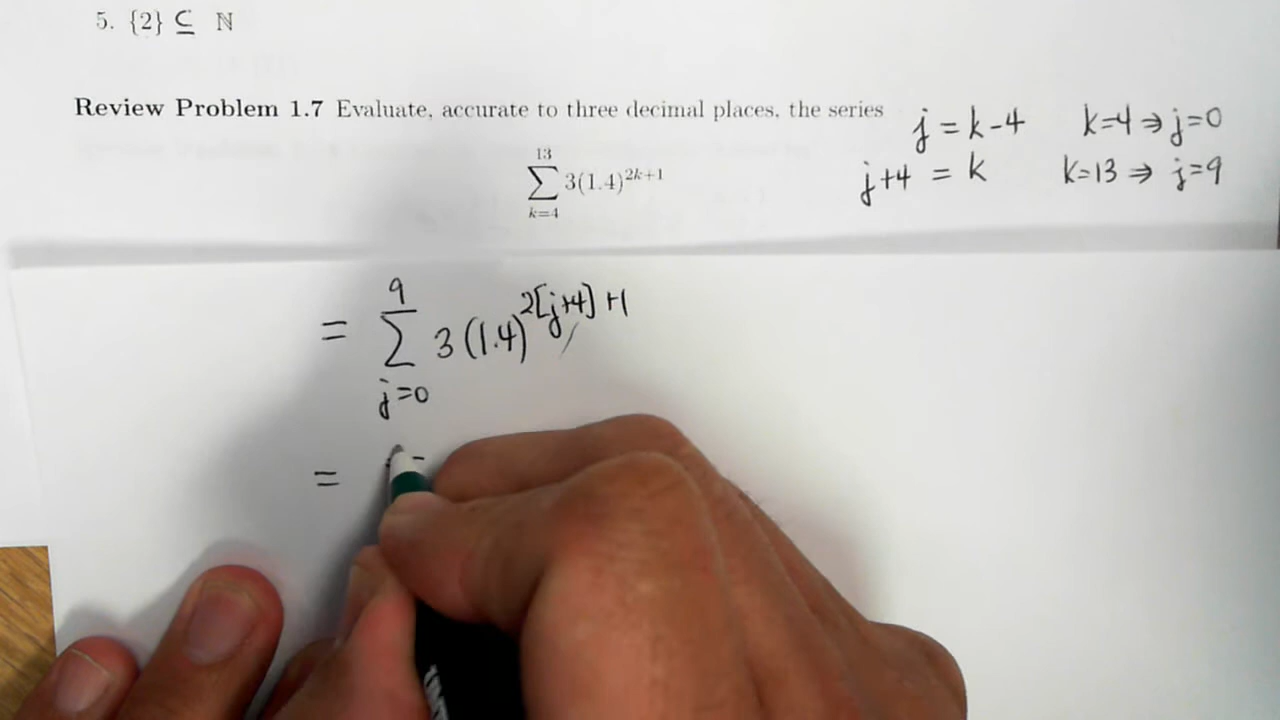 5. {2} ⊆ ℕ
Review Problem 1.7 Evaluate, accurate to three decimal places, the series
j = k-4 k=4 ⇒ j=0
j+4 = k k=13 ⇒ j=9
13
∑ 3(1.4)^{2k+1}
k=4
9
= ∑ 3(1.4)^{2[j+4]+1}
j=0
=